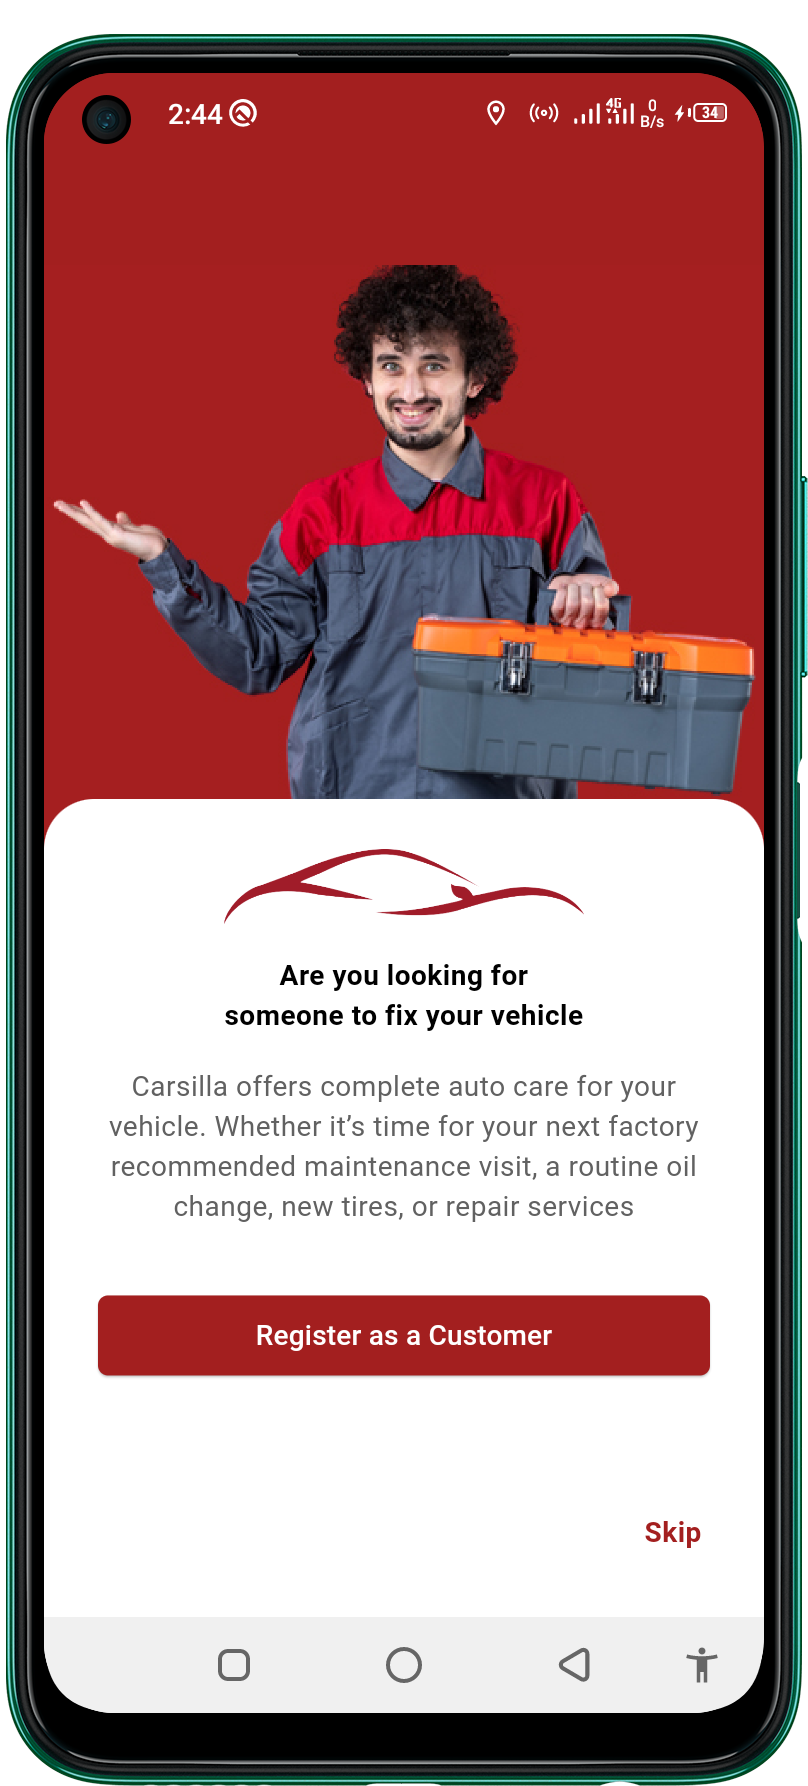 2:44
4G
0
B/s
34
Are you looking for
someone to fix your vehicle
Carsilla offers complete auto care for your
vehicle. Whether it’s time for your next factory
recommended maintenance visit, a routine oil
change, new tires, or repair services
Register as a Customer
Skip